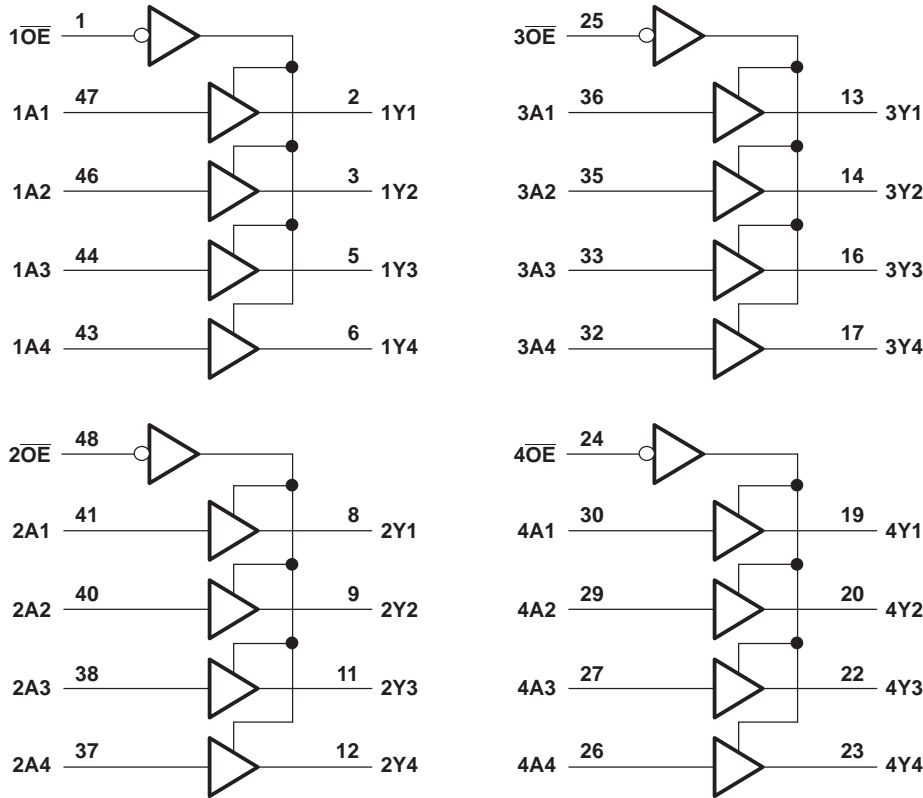 1OE 1
1A1 47 2 1Y1
1A2 46 3 1Y2
1A3 44 5 1Y3
1A4 43 6 1Y4
3OE 25
3A1 36 13 3Y1
3A2 35 14 3Y2
3A3 33 16 3Y3
3A4 32 17 3Y4
2OE 48
2A1 41 8 2Y1
2A2 40 9 2Y2
2A3 38 11 2Y3
2A4 37 12 2Y4
4OE 24
4A1 30 19 4Y1
4A2 29 20 4Y2
4A3 27 22 4Y3
4A4 26 23 4Y4